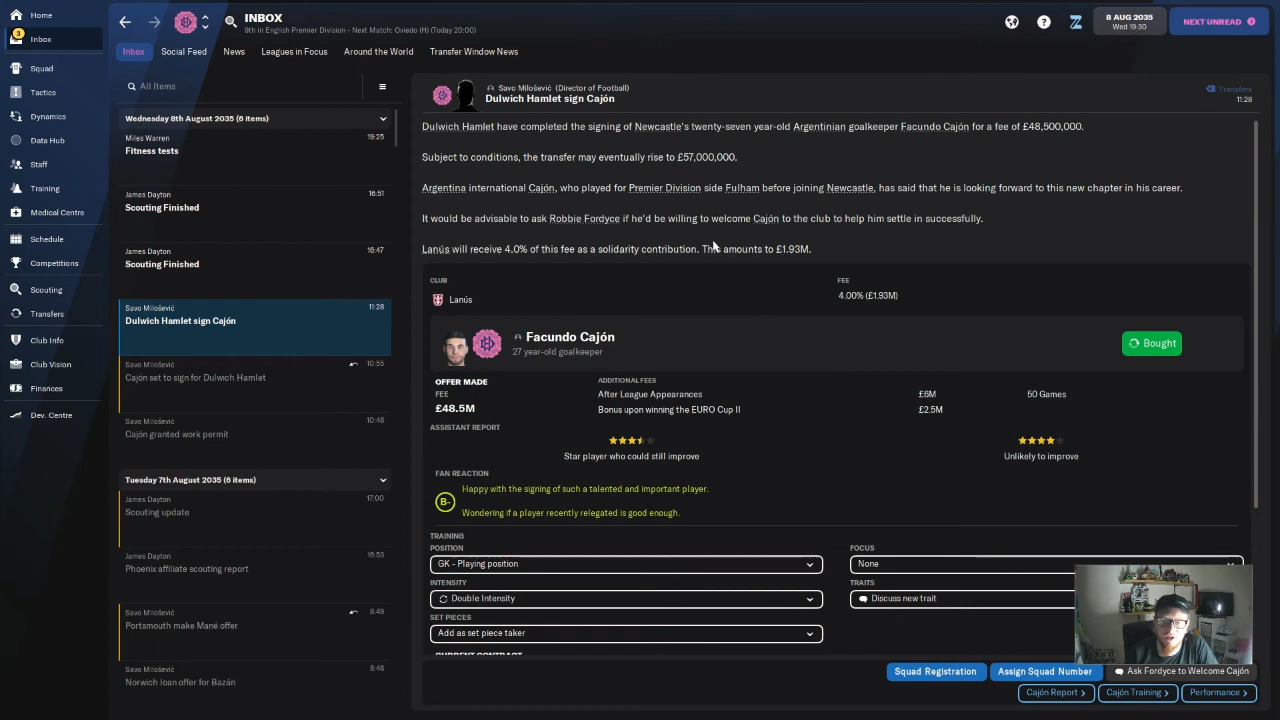 Home
3
Inbox
Squad
Tactics
Dynamics
Data Hub
Staff
Training
Medical Centre
Schedule
Competitions
Scouting
Transfers
Club Info
Club Vision
Finances
Dev. Centre
INBOX
9th in English Premier Division - Next Match: Oviedo (H) (Today 20:00)
8 AUG 2035
Wed 19:30
NEXT UNREAD
Inbox
Social Feed
News
Leagues in Focus
Around the World
Transfer Window News
All Items
Wednesday 8th August 2035 (6 items)
Miles Warren
19:25
Fitness tests
James Dayton
16:51
Scouting Finished
James Dayton
16:47
Scouting Finished
Savo Milošević
11:28
Dulwich Hamlet sign Cajón
Savo Milošević
10:55
Cajón set to sign for Dulwich Hamlet
Savo Milošević
10:48
Cajón granted work permit
Tuesday 7th August 2035 (6 items)
James Dayton
17:00
Scouting update
James Dayton
16:53
Phoenix affiliate scouting report
Savo Milošević
8:49
Portsmouth make Mané offer
Savo Milošević
8:48
Norwich loan offer for Bazán
Savo Milošević (Director of Football)
Dulwich Hamlet sign Cajón
Transfers
11:28
Dulwich Hamlet have completed the signing of Newcastle's twenty-seven year-old Argentinian goalkeeper Facundo Cajón for a fee of £48,500,000.
Subject to conditions, the transfer may eventually rise to £57,000,000.
Argentina international Cajón, who played for Premier Division side Fulham before joining Newcastle, has said that he is looking forward to this new chapter in his career.
It would be advisable to ask Robbie Fordyce if he'd be willing to welcome Cajón to the club to help him settle in successfully.
Lanús will receive 4.0% of this fee as a solidarity contribution. This amounts to £1.93M.
CLUB
FEE
Lanús
4.00% (£1.93M)
Facundo Cajón
27 year-old goalkeeper
Bought
OFFER MADE
FEE
£48.5M
ADDITIONAL FEES
After League Appearances
£6M
50 Games
Bonus upon winning the EURO Cup II
£2.5M
ASSISTANT REPORT
Star player who could still improve
Unlikely to improve
FAN REACTION
B-
Happy with the signing of such a talented and important player.
Wondering if a player recently relegated is good enough.
TRAINING
POSITION
GK - Playing position
FOCUS
None
INTENSITY
Double Intensity
TRAITS
Discuss new trait
SET PIECES
Add as set piece taker
CURRENT CONTRACT
Squad Registration
Assign Squad Number
Ask Fordyce to Welcome Cajón
Cajón Report
Cajón Training
Performance